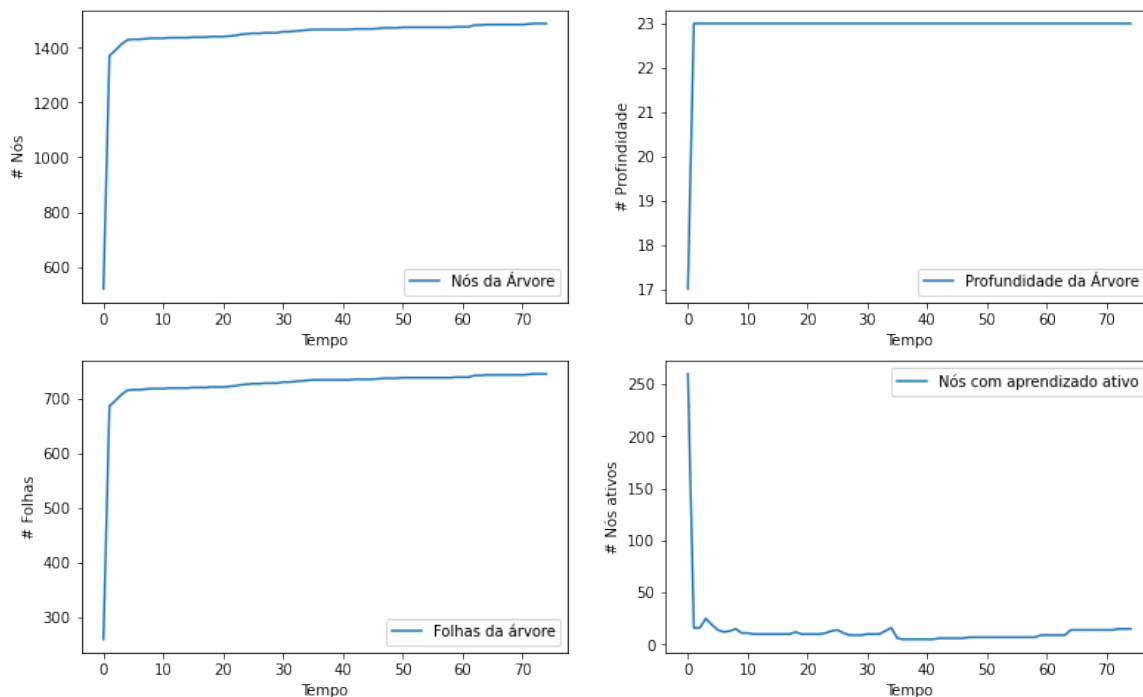 # Nós
1400
1200
1000
800
600
0 10 20 30 40 50 60 70
Tempo
Nós da Árvore
# Profindidade
23
22
21
20
19
18
17
0 10 20 30 40 50 60 70
Tempo
Profundidade da Árvore
# Folhas
700
600
500
400
300
0 10 20 30 40 50 60 70
Tempo
Folhas da árvore
# Nós ativos
250
200
150
100
50
0
0 10 20 30 40 50 60 70
Tempo
Nós com aprendizado ativo